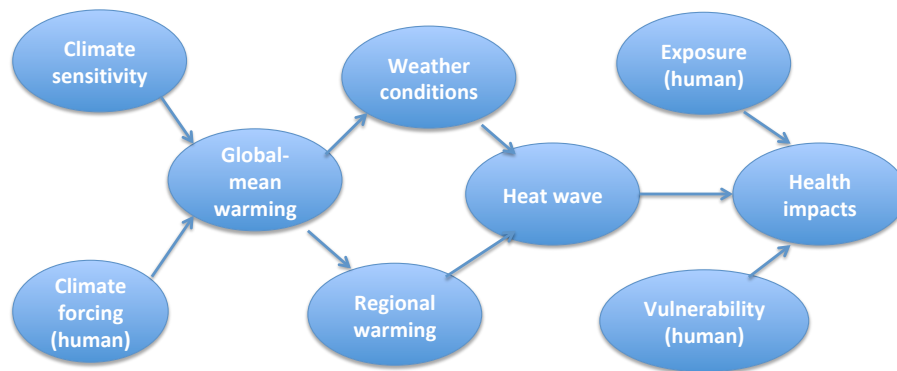 Climate
sensitivity
Climate
forcing
(human)
Global-
mean
warming
Weather
conditions
Regional
warming
Heat wave
Exposure
(human)
Vulnerability
(human)
Health
impacts